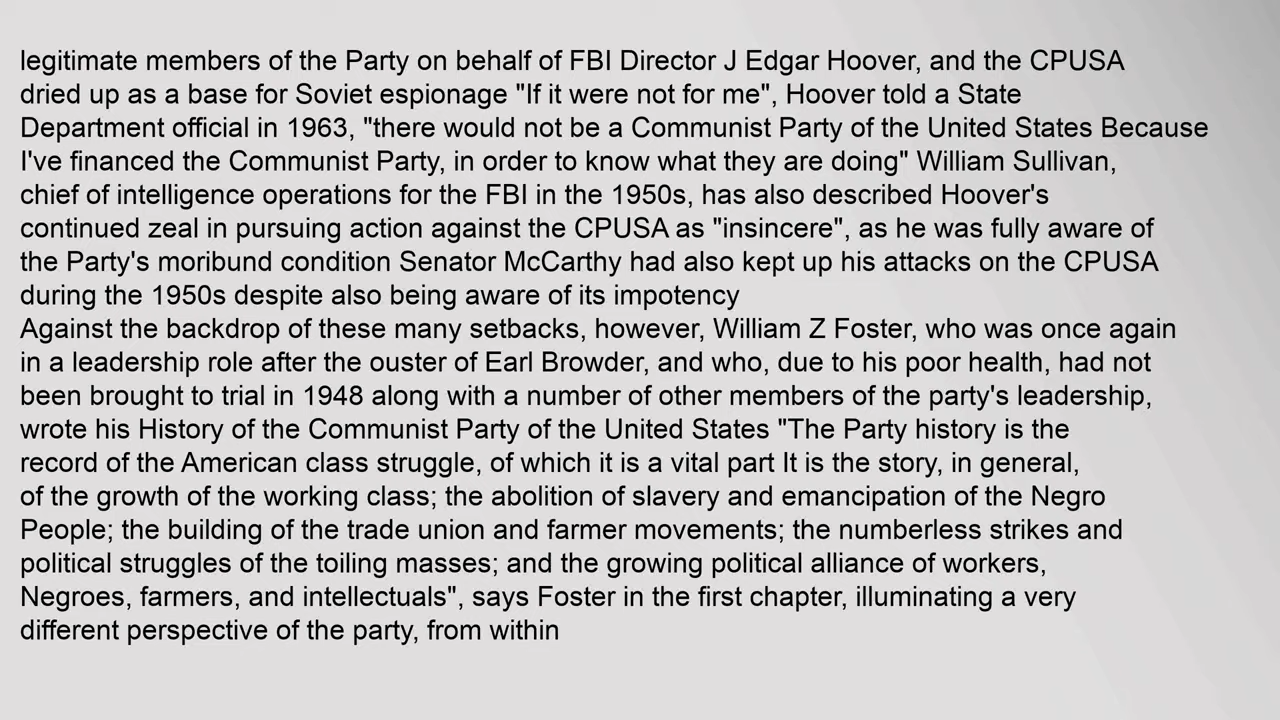 legitimate members of the Party on behalf of FBI Director J Edgar Hoover, and the CPUSA
dried up as a base for Soviet espionage "If it were not for me", Hoover told a State
Department official in 1963, "there would not be a Communist Party of the United States Because
I've financed the Communist Party, in order to know what they are doing" William Sullivan,
chief of intelligence operations for the FBI in the 1950s, has also described Hoover's
continued zeal in pursuing action against the CPUSA as "insincere", as he was fully aware of
the Party's moribund condition Senator McCarthy had also kept up his attacks on the CPUSA
during the 1950s despite also being aware of its impotency
Against the backdrop of these many setbacks, however, William Z Foster, who was once again
in a leadership role after the ouster of Earl Browder, and who, due to his poor health, had not
been brought to trial in 1948 along with a number of other members of the party's leadership,
wrote his History of the Communist Party of the United States "The Party history is the
record of the American class struggle, of which it is a vital part It is the story, in general,
of the growth of the working class; the abolition of slavery and emancipation of the Negro
People; the building of the trade union and farmer movements; the numberless strikes and
political struggles of the toiling masses; and the growing political alliance of workers,
Negroes, farmers, and intellectuals", says Foster in the first chapter, illuminating a very
different perspective of the party, from within